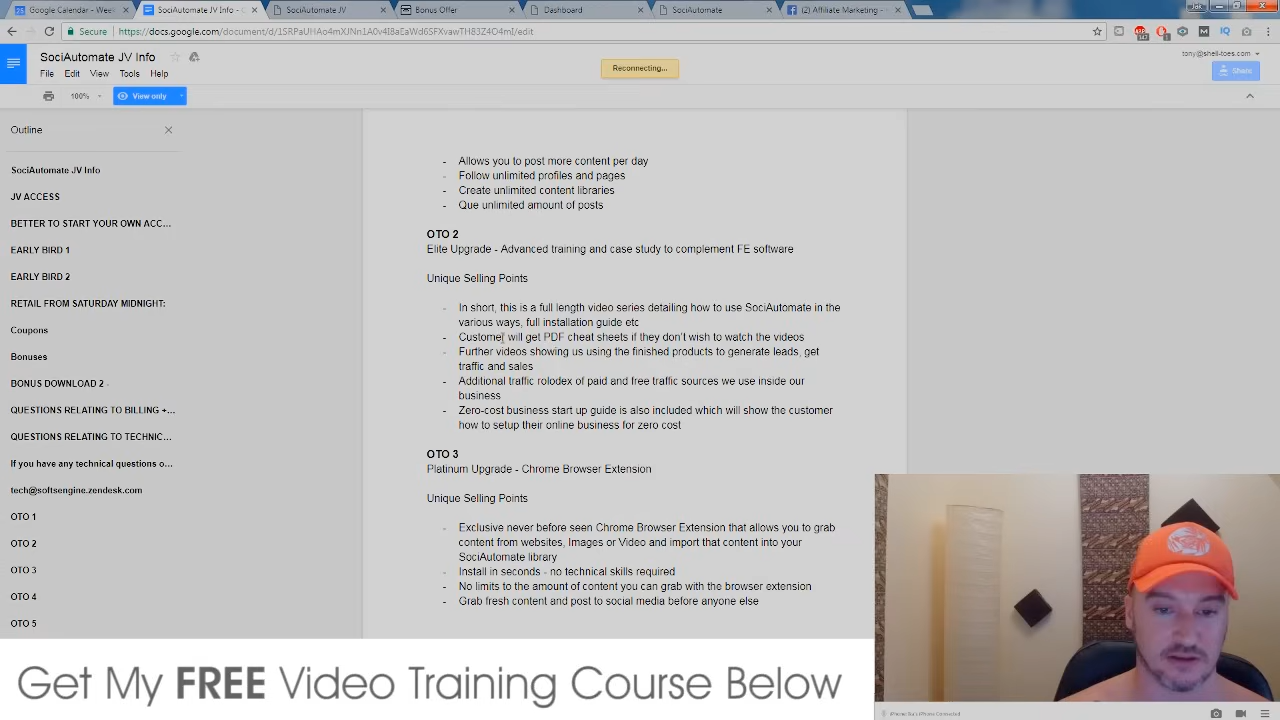 Google Calendar - Week
SociAutomate JV Info - G
SociAutomate JV
Bonus Offer
Dashboard
SociAutomate
(2) Affiliate Marketing -
Jak
Secure
SociAutomate JV Info
File Edit View Tools Help
Reconnecting...
tony@shell-toes.com
Share
100%
View only
Outline
SociAutomate JV Info
JV ACCESS
BETTER TO START YOUR OWN ACC...
EARLY BIRD 1
EARLY BIRD 2
RETAIL FROM SATURDAY MIDNIGHT:
Coupons
Bonuses
BONUS DOWNLOAD 2 -
QUESTIONS RELATING TO BILLING +...
QUESTIONS RELATING TO TECHNIC...
If you have any technical questions o...
tech@softsengine.zendesk.com
OTO 1
OTO 2
OTO 3
OTO 4
OTO 5
- Allows you to post more content per day
- Follow unlimited profiles and pages
- Create unlimited content libraries
- Que unlimited amount of posts
OTO 2
Elite Upgrade - Advanced training and case study to complement FE software
Unique Selling Points
- In short, this is a full length video series detailing how to use SociAutomate in the
various ways, full installation guide etc
- Customer will get PDF cheat sheets if they don't wish to watch the videos
- Further videos showing us using the finished products to generate leads, get
traffic and sales
- Additional traffic rolodex of paid and free traffic sources we use inside our
business
- Zero-cost business start up guide is also included which will show the customer
how to setup their online business for zero cost
OTO 3
Platinum Upgrade - Chrome Browser Extension
Unique Selling Points
- Exclusive never before seen Chrome Browser Extension that allows you to grab
content from websites, Images or Video and import that content into your
SociAutomate library
- Install in seconds - no technical skills required
- No limits to the amount of content you can grab with the browser extension
- Grab fresh content and post to social media before anyone else
Get My FREE Video Training Course Below